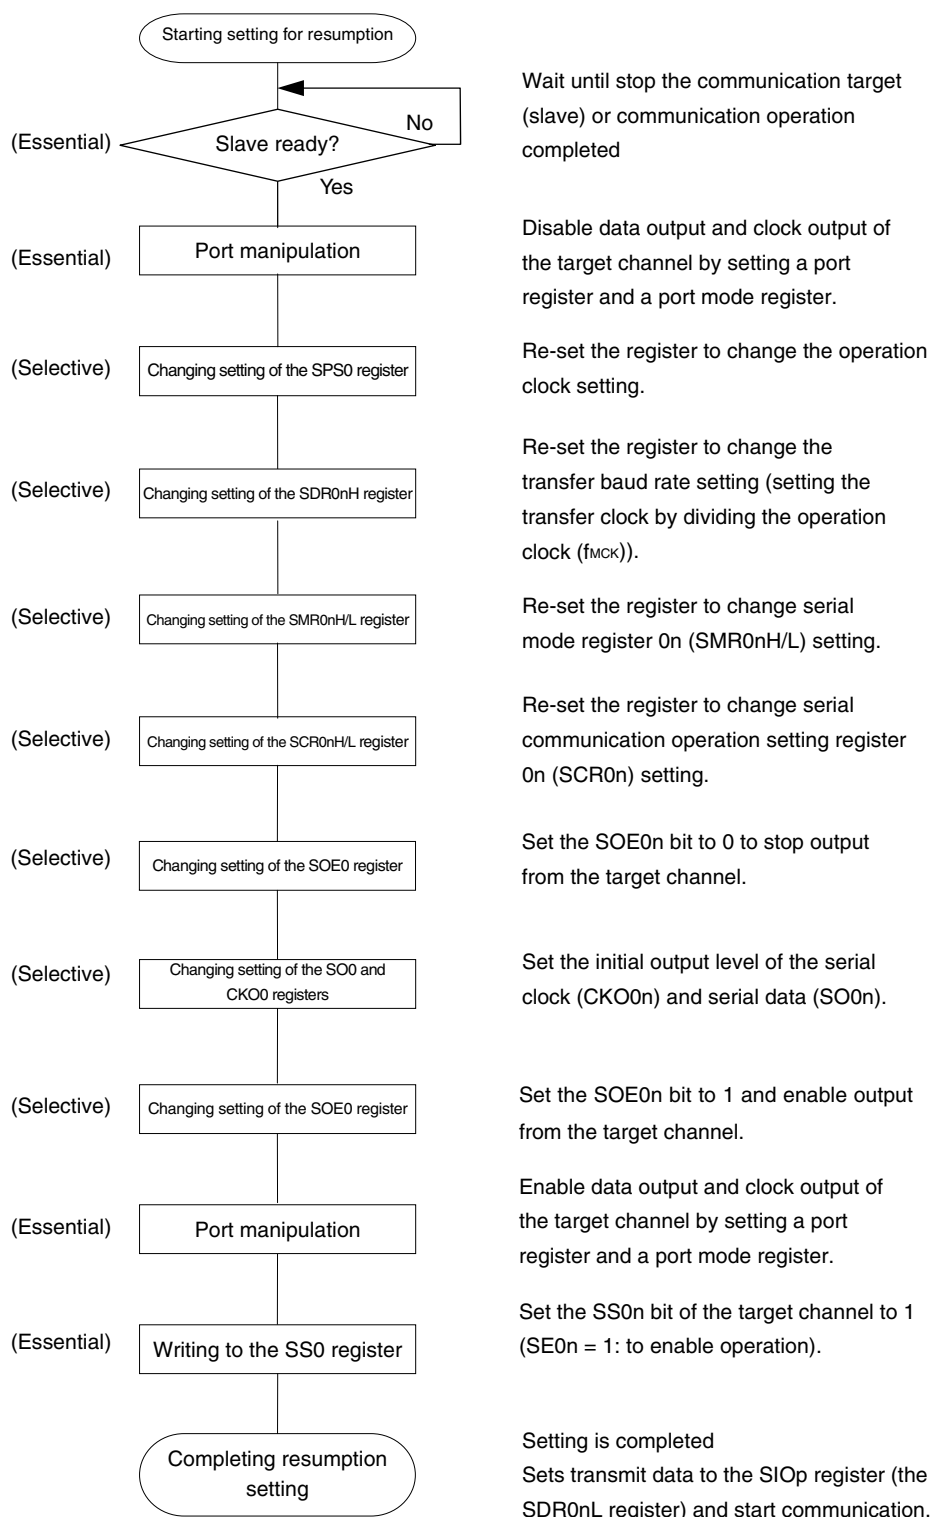 Starting setting for resumption
Wait until stop the communication target
(slave) or communication operation
completed
(Essential)
Slave ready?
No
Yes
(Essential)
Port manipulation
Disable data output and clock output of
the target channel by setting a port
register and a port mode register.
(Selective)
Changing setting of the SPS0 register
Re-set the register to change the operation
clock setting.
(Selective)
Changing setting of the SDR0nH register
Re-set the register to change the
transfer baud rate setting (setting the
transfer clock by dividing the operation
clock (fMCK)).
(Selective)
Changing setting of the SMR0nH/L register
Re-set the register to change serial
mode register 0n (SMR0nH/L) setting.
(Selective)
Changing setting of the SCR0nH/L register
Re-set the register to change serial
communication operation setting register
0n (SCR0n) setting.
(Selective)
Changing setting of the SOE0 register
Set the SOE0n bit to 0 to stop output
from the target channel.
(Selective)
Changing setting of the SO0 and
CKO0 registers
Set the initial output level of the serial
clock (CKO0n) and serial data (SO0n).
(Selective)
Changing setting of the SOE0 register
Set the SOE0n bit to 1 and enable output
from the target channel.
(Essential)
Port manipulation
Enable data output and clock output of
the target channel by setting a port
register and a port mode register.
(Essential)
Writing to the SS0 register
Set the SS0n bit of the target channel to 1
(SE0n = 1: to enable operation).
Completing resumption
setting
Setting is completed
Sets transmit data to the SIOp register (the
SDR0nL register) and start communication.